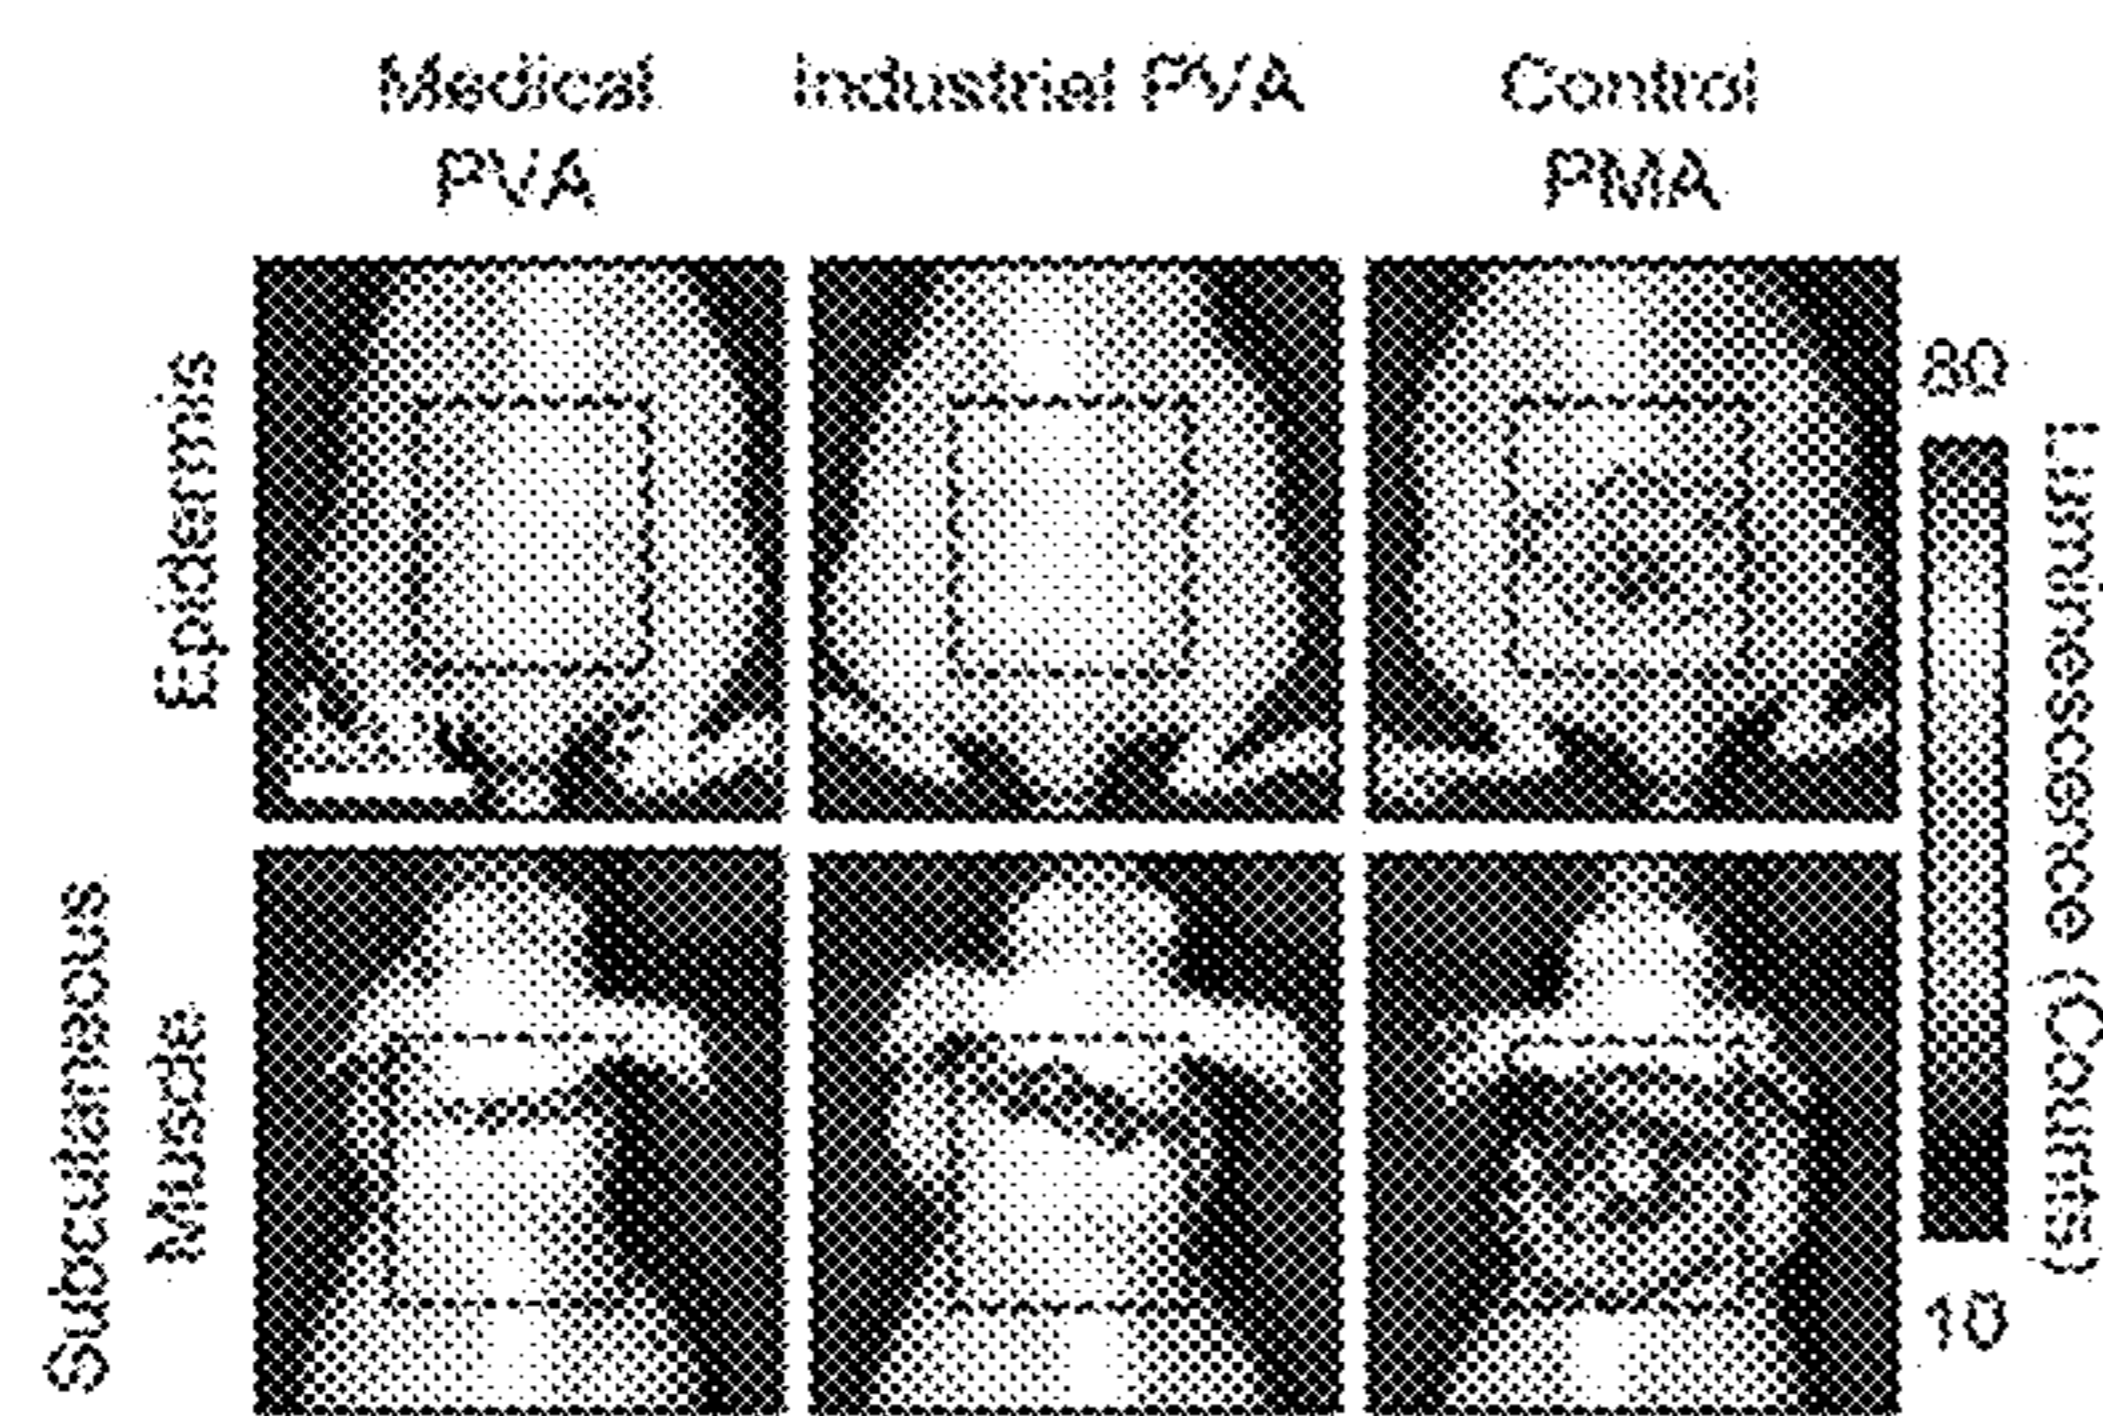 Medical
PVA
Industrial PVA
Control
PMA
Epidermis
Subcutaneous
Muscle
80
Luminescence (Counts)
10